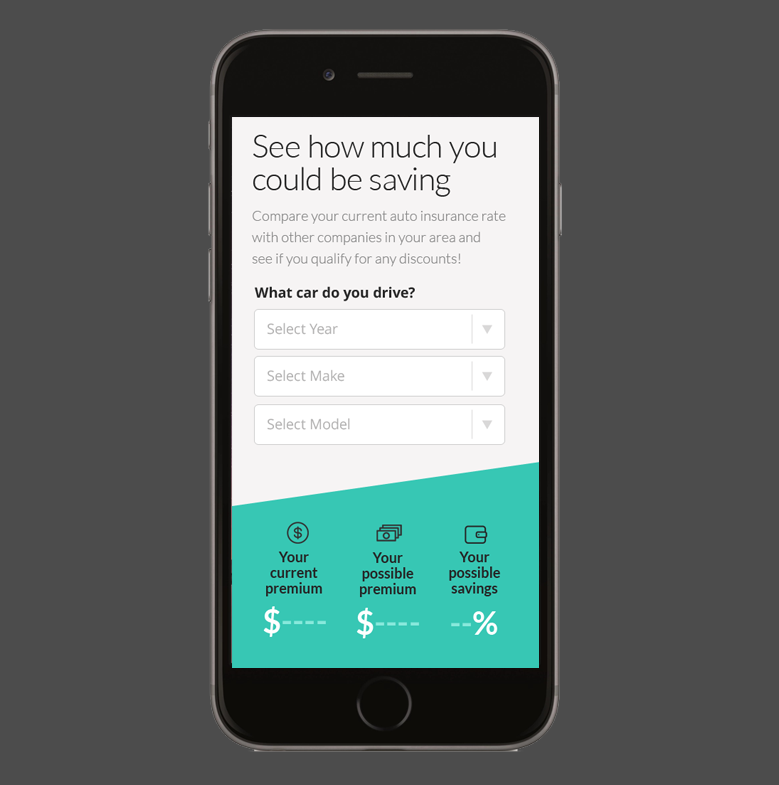 See how much you
could be saving
Compare your current auto insurance rate
with other companies in your area and
see if you qualify for any discounts!
What car do you drive?
Select Year
Select Make
Select Model
Your
current
premium
$----
Your
possible
premium
$----
Your
possible
savings
--%